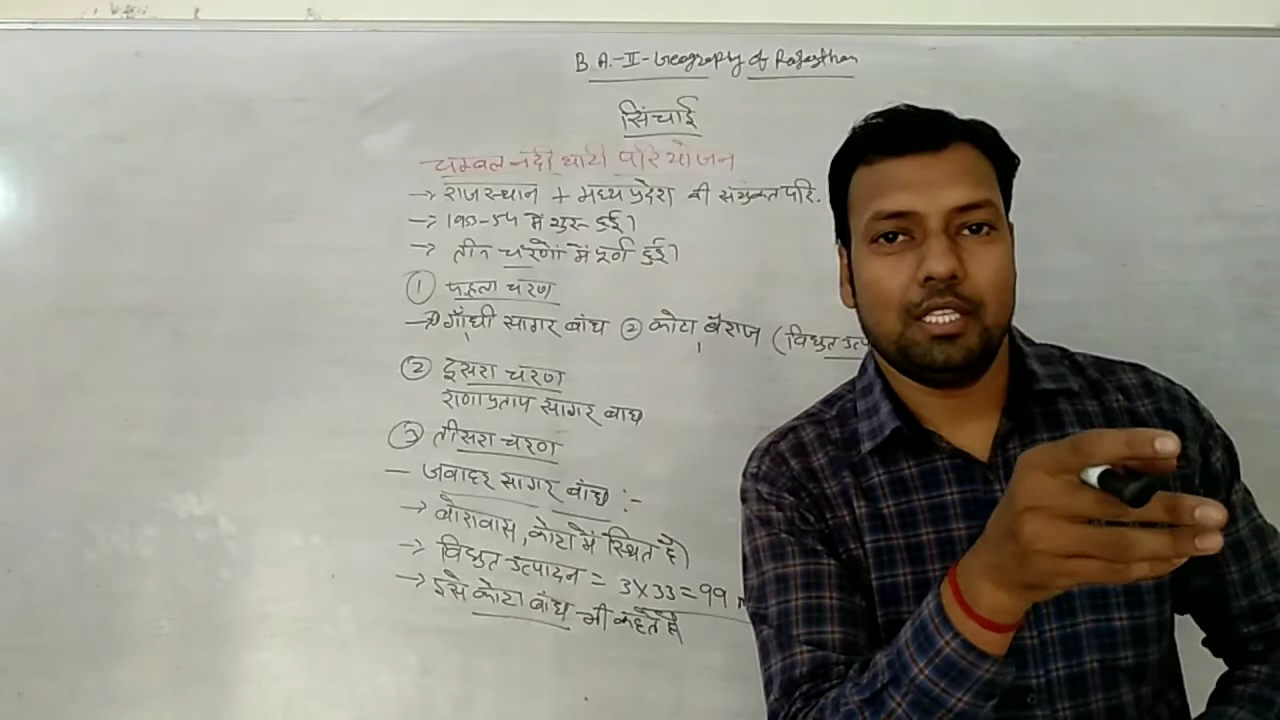 B.A.-II-Geography of Rajasthan
सिंचाई
चम्बल नदी घाटी परियोजन
→ राजस्थान + मध्यप्रदेश की संयुक्त परि.
→ 1953-54 में शुरू हुई।
→ तीन चरणों में पूर्ण हुई।
① पहला चरण
→ ① गाँधी सागर बांध ② कोटा बैराज (विधुत उत्प
② दूसरा चरण
राणाप्रताप सागर बांध
③ तीसरा चरण
— जवाहर सागर बांध :-
→ बोरावास, कोटा में स्थित है।
→ विधुत उत्पादन = 3×33=99 m
→ इसे कोटा बांध भी कहते है